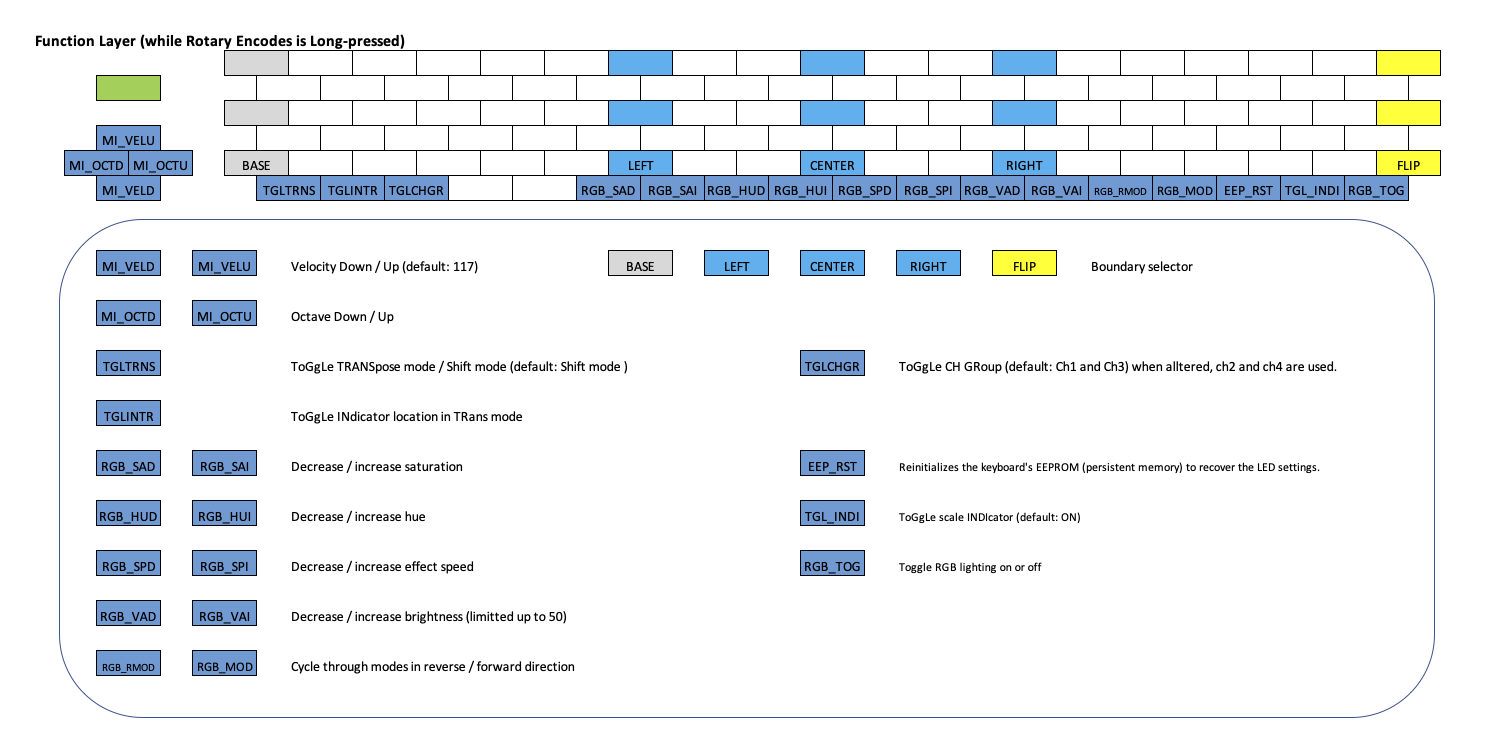 Function Layer (while Rotary Encodes is Long-pressed)
MI_VELU
MI_OCTD MI_OCTU BASE LEFT CENTER RIGHT FLIP
MI_VELD TGLTRNS TGLINTR TGLCHGR RGB_SAD RGB_SAI RGB_HUD RGB_HUI RGB_SPD RGB_SPI RGB_VAD RGB_VAI RGB_RMOD RGB_MOD EEP_RST TGL_INDI RGB_TOG
MI_VELD MI_VELU Velocity Down / Up (default: 117) BASE LEFT CENTER RIGHT FLIP Boundary selector
MI_OCTD MI_OCTU Octave Down / Up
TGLTRNS ToGgLe TRANSpose mode / Shift mode (default: Shift mode ) TGLCHGR ToGgLe CH GRoup (default: Ch1 and Ch3) when alltered, ch2 and ch4 are used.
TGLINTR ToGgLe INdicator location in TRans mode
RGB_SAD RGB_SAI Decrease / increase saturation EEP_RST Reinitializes the keyboard's EEPROM (persistent memory) to recover the LED settings.
RGB_HUD RGB_HUI Decrease / increase hue TGL_INDI ToGgLe scale INDIcator (default: ON)
RGB_SPD RGB_SPI Decrease / increase effect speed RGB_TOG Toggle RGB lighting on or off
RGB_VAD RGB_VAI Decrease / increase brightness (limitted up to 50)
RGB_RMOD RGB_MOD Cycle through modes in reverse / forward direction